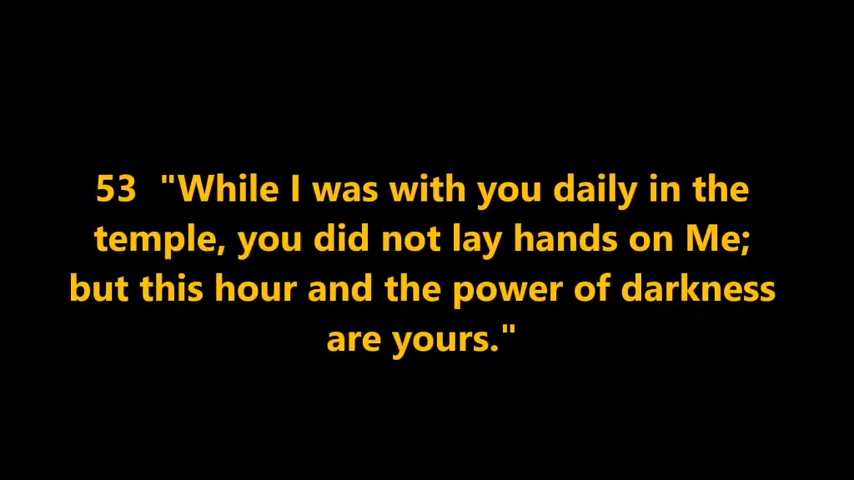 53  "While I was with you daily in the
temple, you did not lay hands on Me;
but this hour and the power of darkness
are yours."